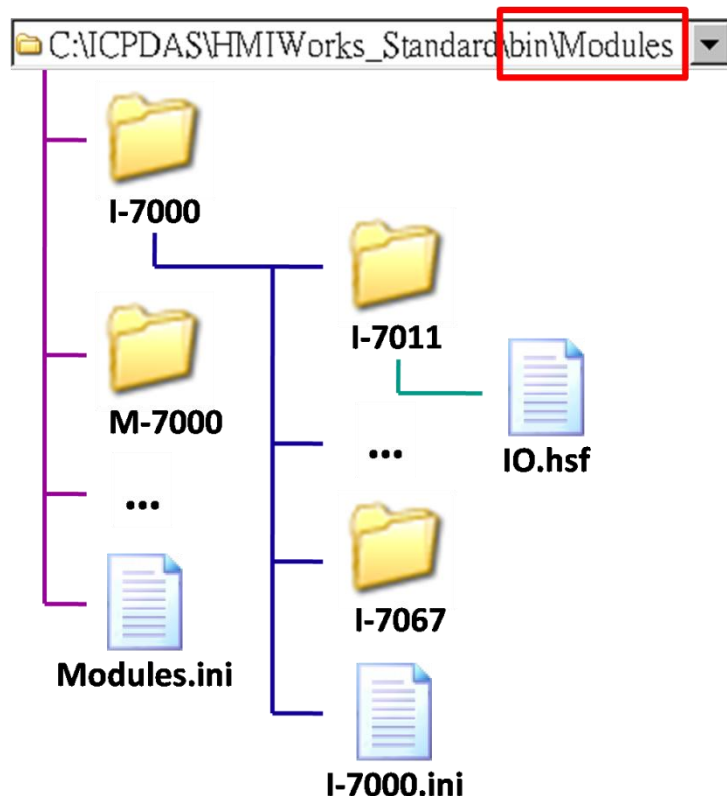 C:\ICPDAS\HMIWorks_Standard\bin\Modules
I-7000
I-7011
M-7000
...
IO.hsf
...
I-7067
Modules.ini
I-7000.ini